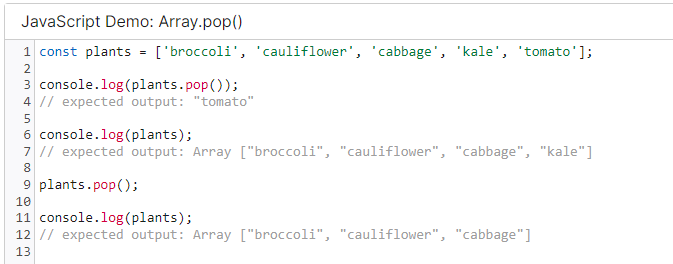 JavaScript Demo: Array.pop()
1 const plants = ['broccoli', 'cauliflower', 'cabbage', 'kale', 'tomato'];
2
3 console.log(plants.pop());
4 // expected output: "tomato"
5
6 console.log(plants);
7 // expected output: Array ["broccoli", "cauliflower", "cabbage", "kale"]
8
9 plants.pop();
10
11 console.log(plants);
12 // expected output: Array ["broccoli", "cauliflower", "cabbage"]
13